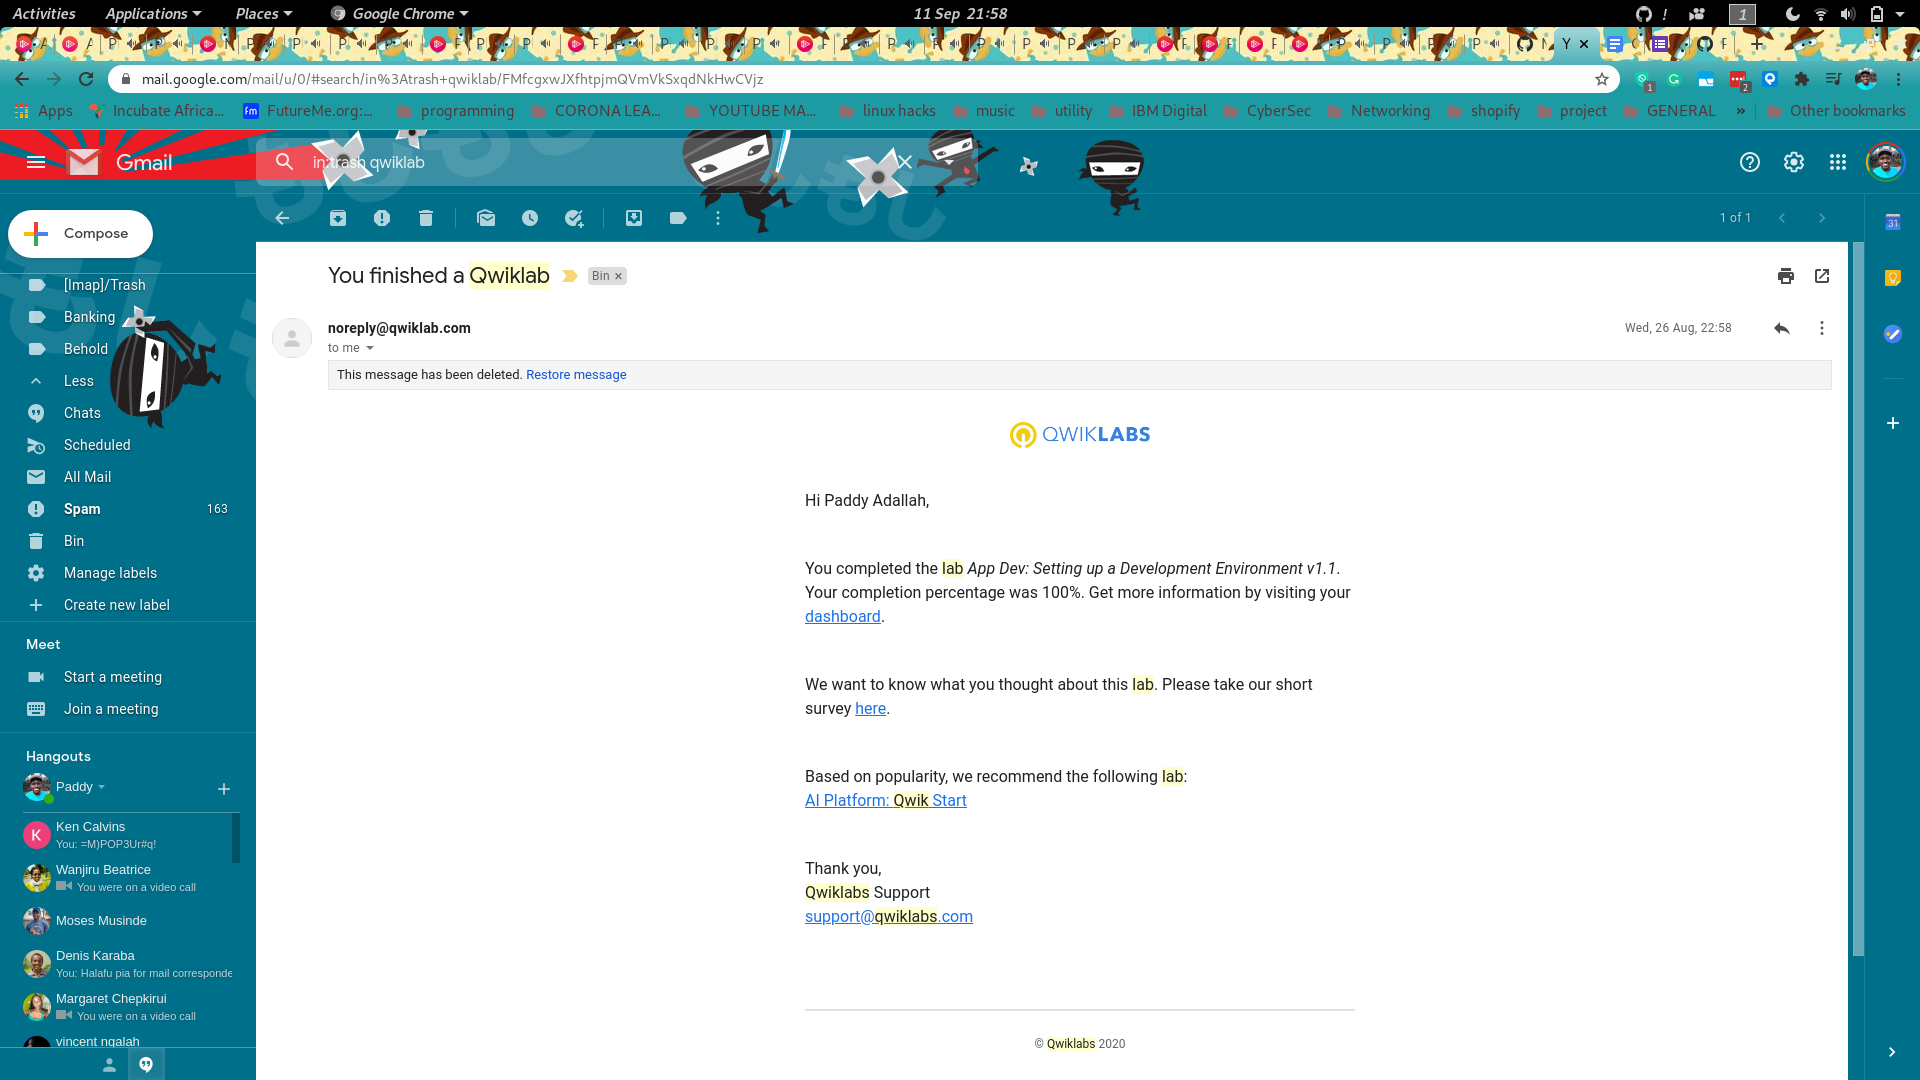 Activities Applications Places Google Chrome 11 Sep 21:58 ! 1
mail.google.com/mail/u/0/#search/in%3Atrash+qwiklab/FMfcgxwJXfhtpjmQVmVkSxqdNkHwCVjz
Apps Incubate Africa... FutureMe.org:... programming CORONA LEA... YOUTUBE MA... linux hacks music utility IBM Digital CyberSec Networking shopify project GENERAL » Other bookmarks
Gmail in:trash qwiklab
Compose
1 of 1
[Imap]/Trash
Banking
Behold
Less
Chats
Scheduled
All Mail
Spam 163
Bin
Manage labels
Create new label
Meet
Start a meeting
Join a meeting
Hangouts
Paddy
Ken Calvins
You: =M)POP3Ur#q!
Wanjiru Beatrice
You were on a video call
Moses Musinde
Denis Karaba
You: Halafu pia for mail corresponde
Margaret Chepkirui
You were on a video call
vincent ngalah
You finished a Qwiklab Bin ×
noreply@qwiklab.com Wed, 26 Aug, 22:58
to me
This message has been deleted. Restore message
QWIKLABS
Hi Paddy Adallah,
You completed the lab App Dev: Setting up a Development Environment v1.1.
Your completion percentage was 100%. Get more information by visiting your
dashboard.
We want to know what you thought about this lab. Please take our short
survey here.
Based on popularity, we recommend the following lab:
AI Platform: Qwik Start
Thank you,
Qwiklabs Support
support@qwiklabs.com
© Qwiklabs 2020